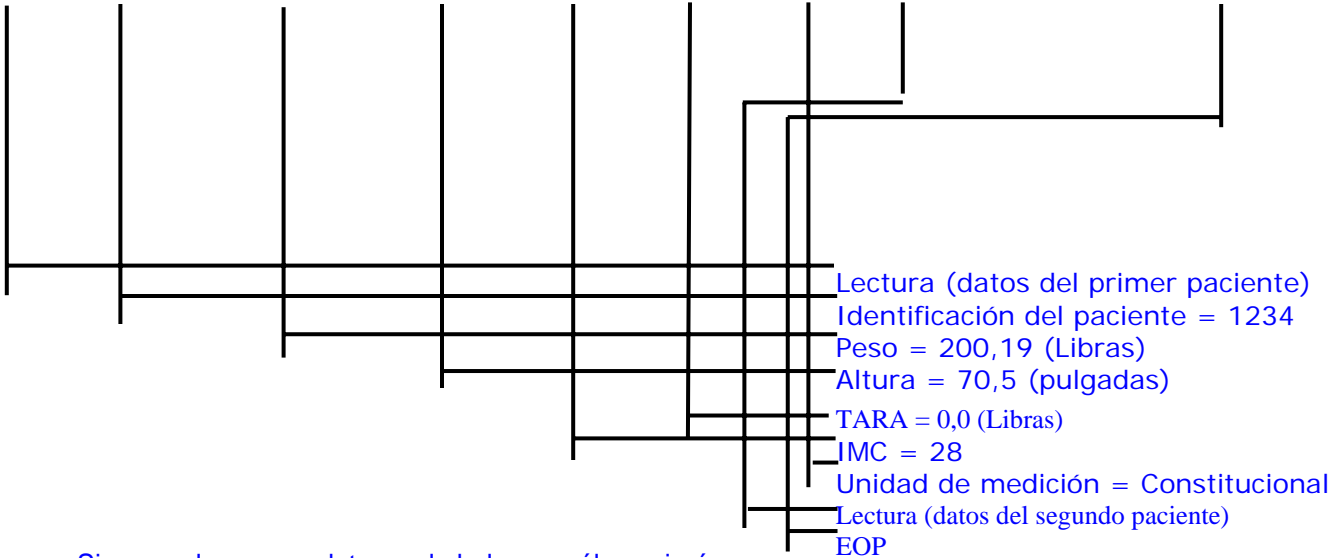 Lectura (datos del primer paciente)
Identificación del paciente = 1234
Peso = 200,19 (Libras)
Altura = 70,5 (pulgadas)
TARA = 0,0 (Libras)
IMC = 28
Unidad de medición = Constitucional
Lectura (datos del segundo paciente)
EOP